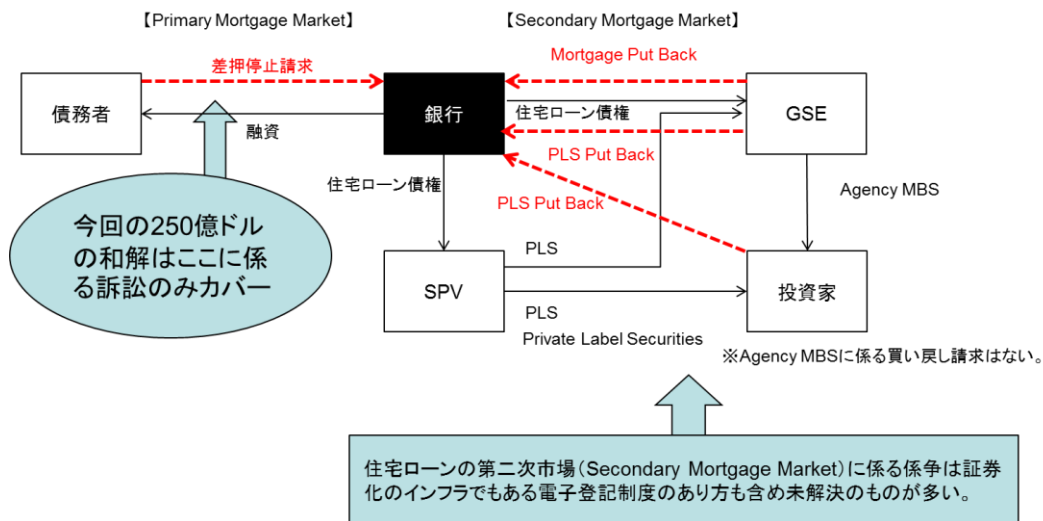 【Primary Mortgage Market】
【Secondary Mortgage Market】
差押停止請求
Mortgage Put Back
債務者
銀行
GSE
融資
住宅ローン債権
PLS Put Back
住宅ローン債権
PLS Put Back
Agency MBS
今回の250億ドル
の和解はここに係
る訴訟のみカバー
PLS
SPV
投資家
PLS
Private Label Securities
※Agency MBSに係る買い戻し請求はない。
住宅ローンの第二次市場(Secondary Mortgage Market)に係る係争は証券
化のインフラでもある電子登記制度のあり方も含め未解決のものが多い。